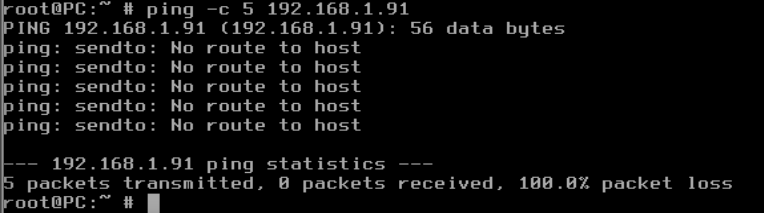 root@PC:~ # ping -c 5 192.168.1.91
PING 192.168.1.91 (192.168.1.91): 56 data bytes
ping: sendto: No route to host
ping: sendto: No route to host
ping: sendto: No route to host
ping: sendto: No route to host
ping: sendto: No route to host

--- 192.168.1.91 ping statistics ---
5 packets transmitted, 0 packets received, 100.0% packet loss
root@PC:~ #